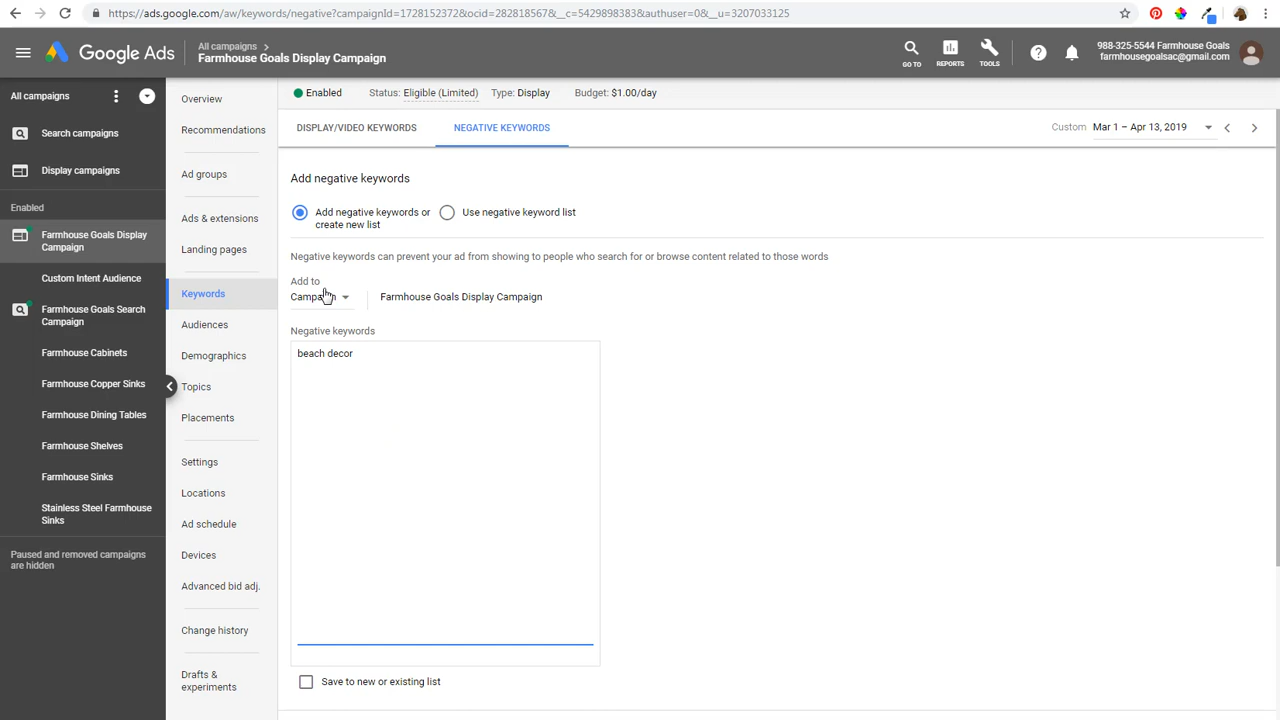 https://ads.google.com/aw/keywords/negative?campaignId=1728152372&ocid=282818567&__c=5429898383&authuser=0&__u=3207033125
Google Ads
All campaigns >
Farmhouse Goals Display Campaign
GO TO
REPORTS
TOOLS
988-325-5544 Farmhouse Goals
farmhousegoalsac@gmail.com
All campaigns
Search campaigns
Display campaigns
Enabled
Farmhouse Goals Display
Campaign
Custom Intent Audience
Farmhouse Goals Search
Campaign
Farmhouse Cabinets
Farmhouse Copper Sinks
Farmhouse Dining Tables
Farmhouse Shelves
Farmhouse Sinks
Stainless Steel Farmhouse
Sinks
Paused and removed campaigns
are hidden
Overview
Recommendations
Ad groups
Ads & extensions
Landing pages
Keywords
Audiences
Demographics
Topics
Placements
Settings
Locations
Ad schedule
Devices
Advanced bid adj.
Change history
Drafts &
experiments
Enabled Status: Eligible (Limited) Type: Display Budget: $1.00/day
DISPLAY/VIDEO KEYWORDS NEGATIVE KEYWORDS
Custom Mar 1 – Apr 13, 2019
Add negative keywords
Add negative keywords or
create new list
Use negative keyword list
Negative keywords can prevent your ad from showing to people who search for or browse content related to those words
Add to
Campaign Farmhouse Goals Display Campaign
Negative keywords
beach decor
Save to new or existing list